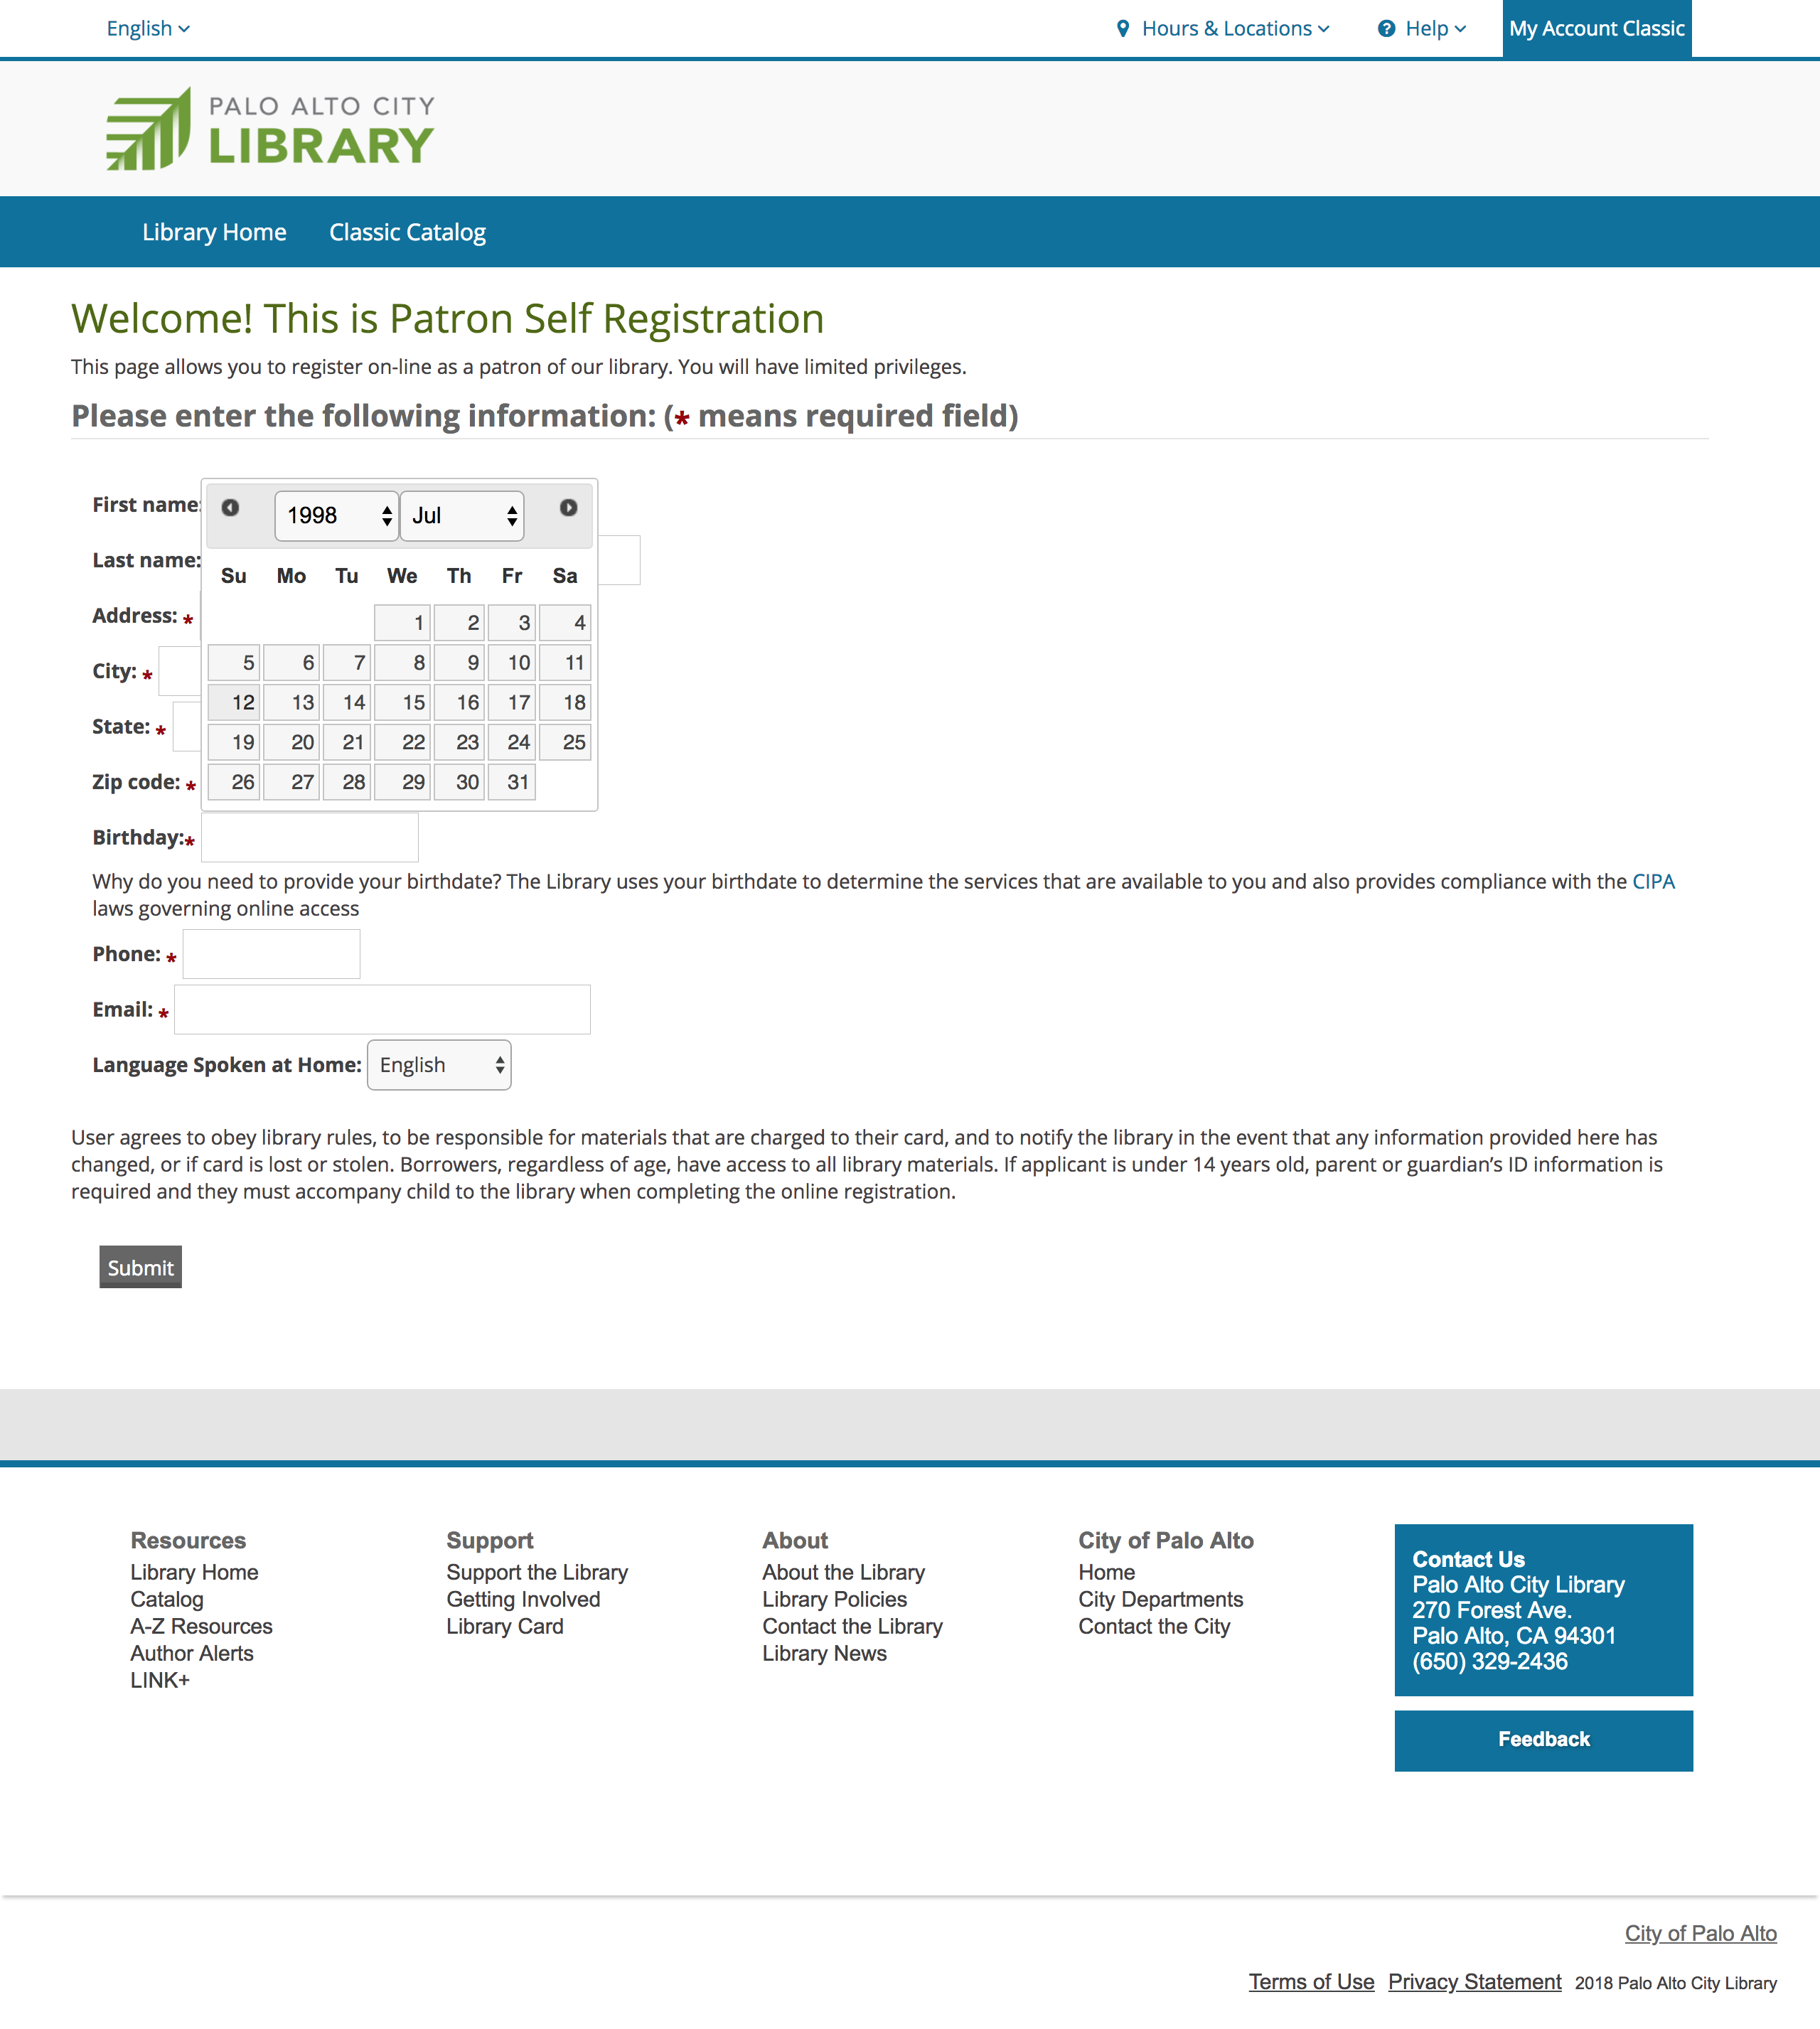 English
Hours & Locations
Help
My Account Classic
PALO ALTO CITY
LIBRARY
Library Home Classic Catalog
Welcome! This is Patron Self Registration
This page allows you to register on-line as a patron of our library. You will have limited privileges.
Please enter the following information: (* means required field)
First name:
1998 Jul
Last name:
Su Mo Tu We Th Fr Sa
Address: *
1 2 3 4
City: *
5 6 7 8 9 10 11
12 13 14 15 16 17 18
State: *
19 20 21 22 23 24 25
Zip code: *
26 27 28 29 30 31
Birthday:*
Why do you need to provide your birthdate? The Library uses your birthdate to determine the services that are available to you and also provides compliance with the CIPA
laws governing online access
Phone: *
Email: *
Language Spoken at Home: English
User agrees to obey library rules, to be responsible for materials that are charged to their card, and to notify the library in the event that any information provided here has
changed, or if card is lost or stolen. Borrowers, regardless of age, have access to all library materials. If applicant is under 14 years old, parent or guardian’s ID information is
required and they must accompany child to the library when completing the online registration.
Submit
Resources
Library Home
Catalog
A-Z Resources
Author Alerts
LINK+
Support
Support the Library
Getting Involved
Library Card
About
About the Library
Library Policies
Contact the Library
Library News
City of Palo Alto
Home
City Departments
Contact the City
Contact Us
Palo Alto City Library
270 Forest Ave.
Palo Alto, CA 94301
(650) 329-2436
Feedback
City of Palo Alto
Terms of Use Privacy Statement 2018 Palo Alto City Library